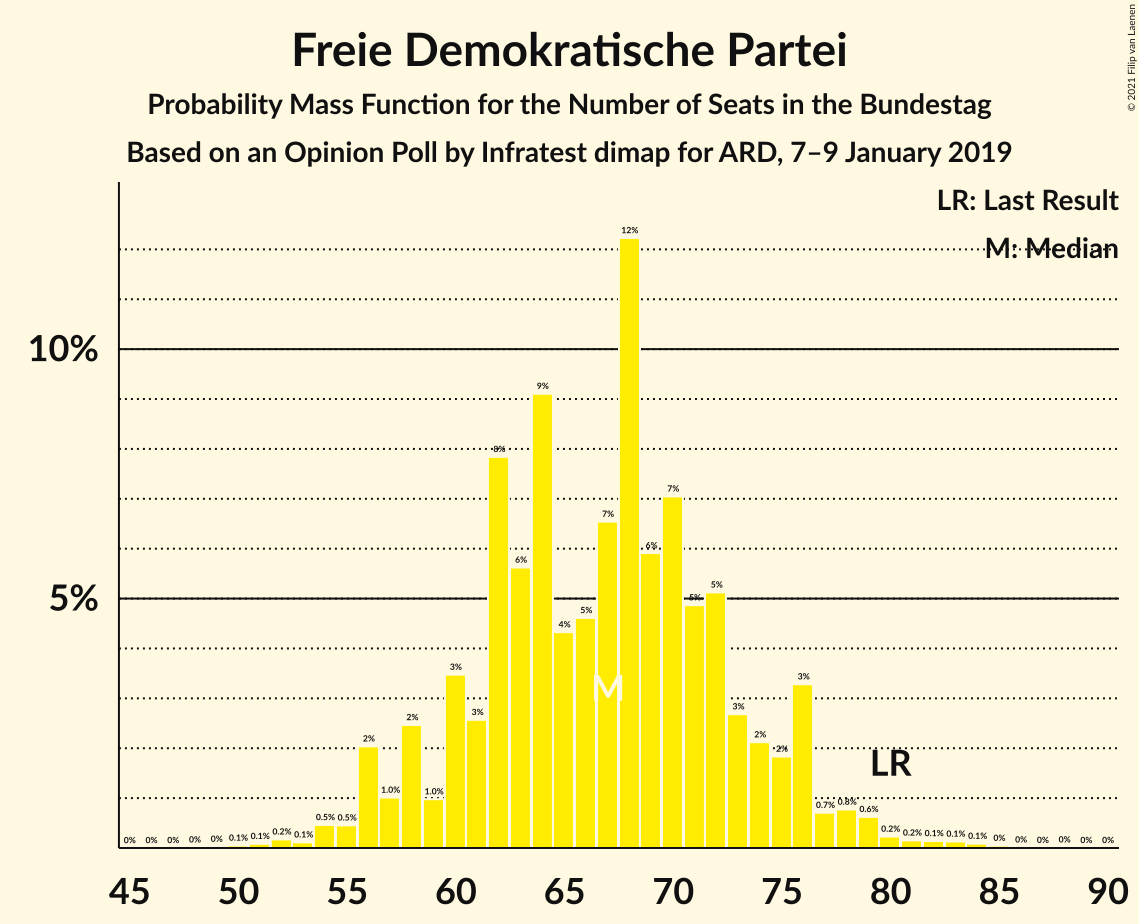 Freie Demokratische Partei
Probability Mass Function for the Number of Seats in the Bundestag
Based on an Opinion Poll by Infratest dimap for ARD, 7–9 January 2019
© 2021 Filip van Laenen
LR: Last Result
M: Median
10%
5%
0% 0% 0% 0% 0% 0.1% 0.1% 0.2% 0.1% 0.5% 0.5% 2% 1.0% 2% 1.0% 3% 3% 8% 6% 9% 4% 5% 7% 12% 6% 7% 5% 5% 3% 2% 2% 3% 0.7% 0.8% 0.6% 0.2% 0.2% 0.1% 0.1% 0.1% 0% 0% 0% 0% 0% 0%
M
LR
45 50 55 60 65 70 75 80 85 90